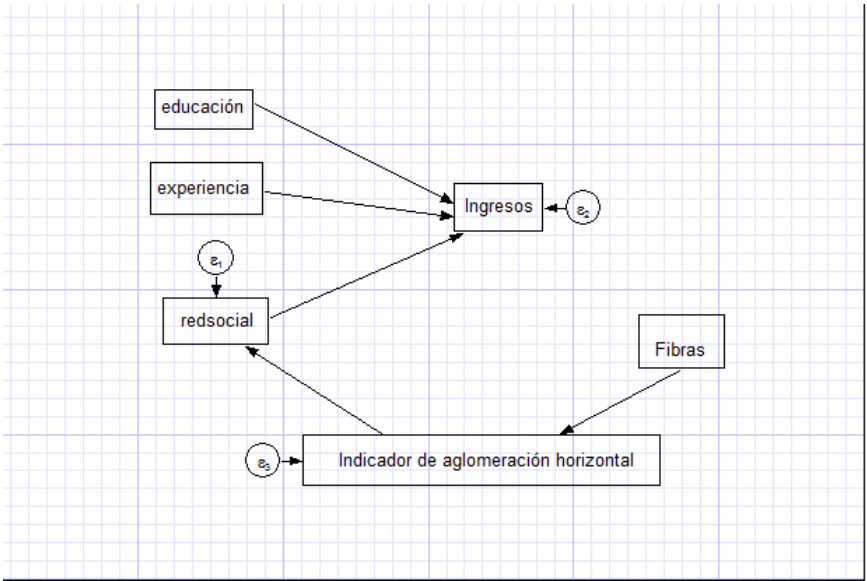 educación
experiencia
Ingresos
ε₂
ε₁
redsocial
Fibras
Indicador de aglomeración horizontal
ε₃